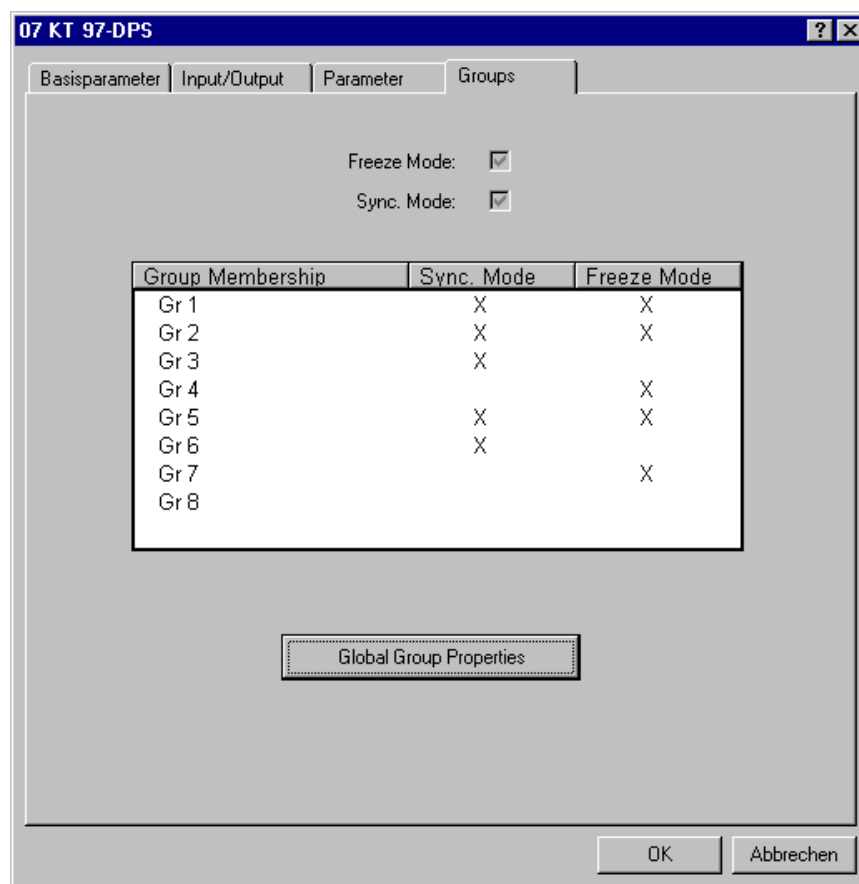 07 KT 97-DPS
Basisparameter Input/Output Parameter Groups
Freeze Mode:
Sync. Mode:
Group Membership Sync. Mode Freeze Mode
Gr 1 X X
Gr 2 X X
Gr 3 X
Gr 4 X
Gr 5 X X
Gr 6 X
Gr 7 X
Gr 8
Global Group Properties
OK Abbrechen